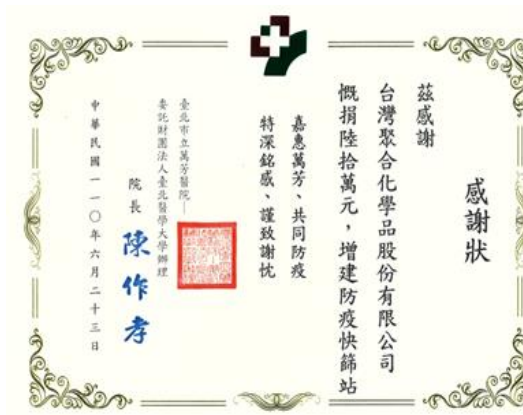 感謝狀
茲感謝
台灣聚合化學品股份有限公司
慨捐陸拾萬元，增建防疫快篩站
嘉惠萬芳、共同防疫
特深銘感、謹致謝忱
臺北市立萬芳醫院—
委託財團法人臺北醫學大學辦理
院長 陳作孝
中華民國一一〇年六月二十三日